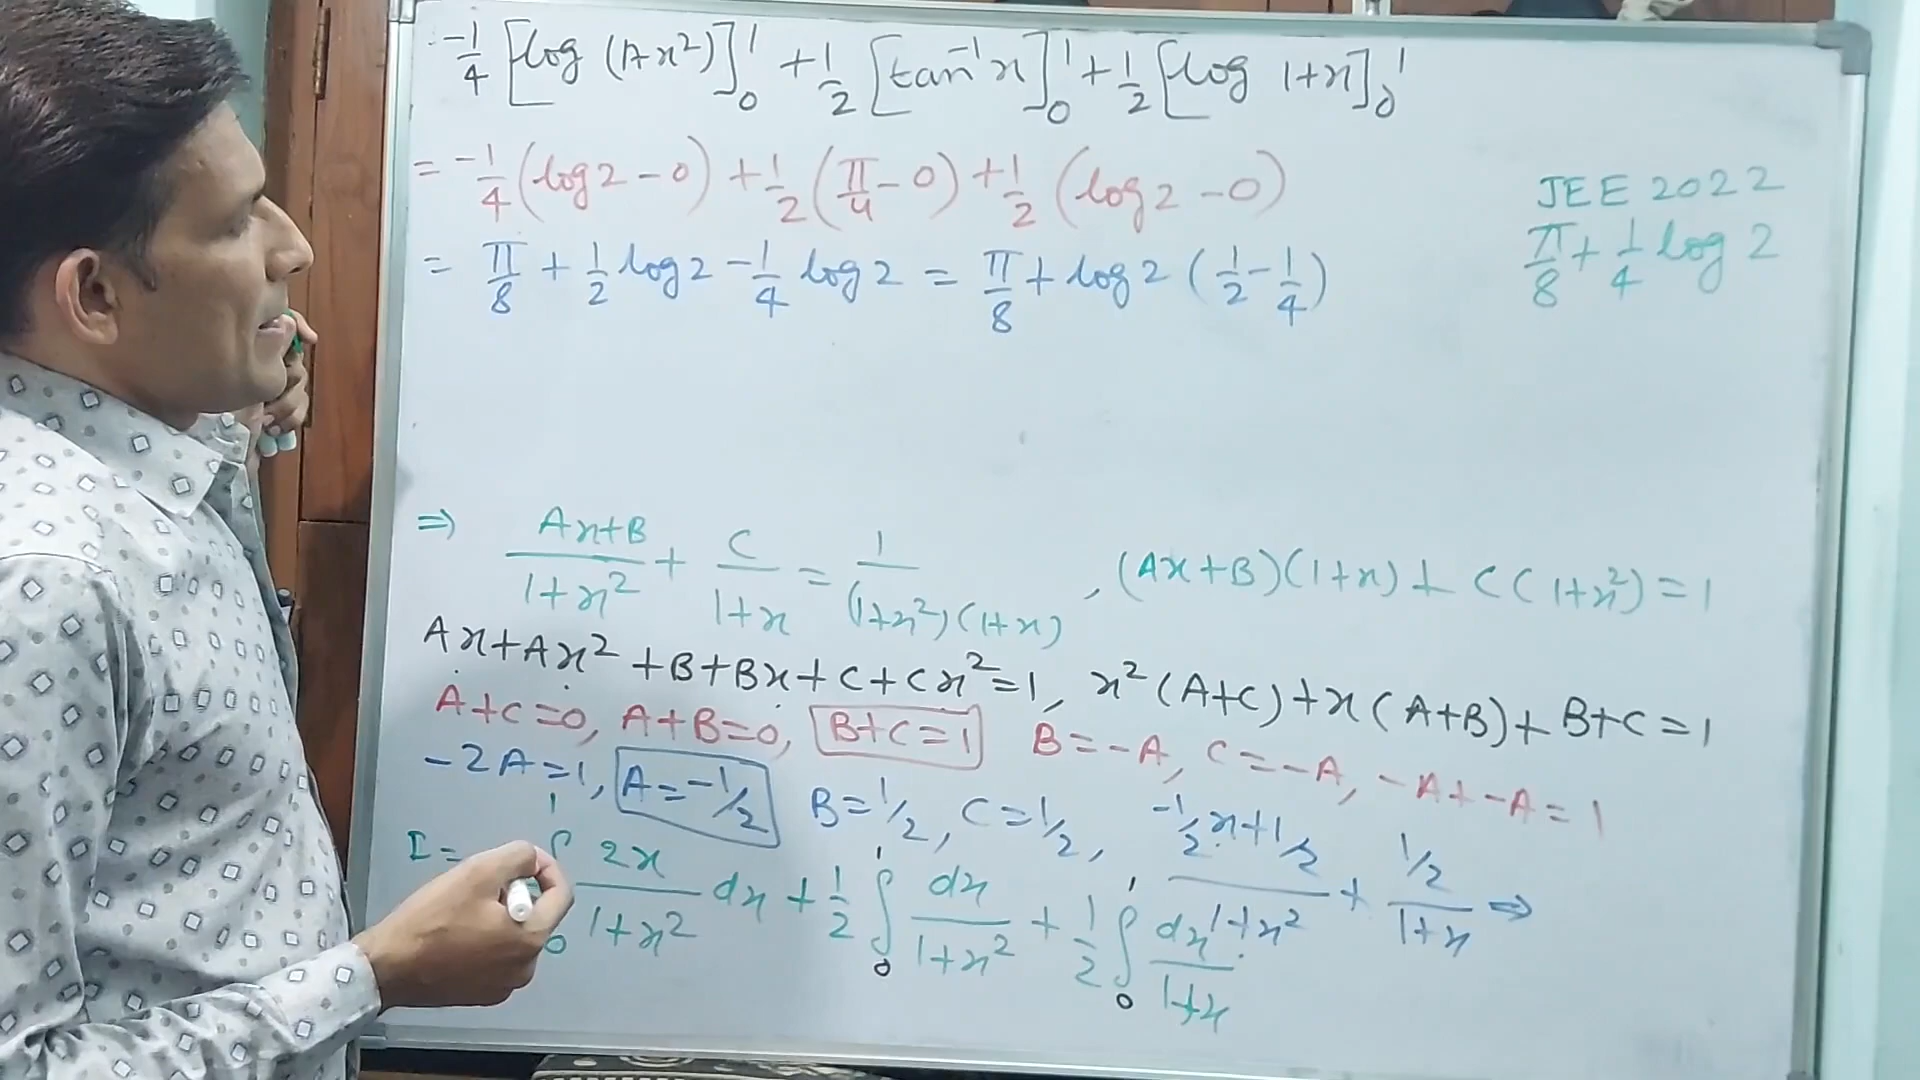 -1/4 [log (1+x²)]₀¹ + 1/2 [tan⁻¹x]₀¹ + 1/2 [log 1+x]₀¹
= -1/4 (log 2 - 0) + 1/2 (π/4 - 0) + 1/2 (log 2 - 0)
JEE 2022
= π/8 + 1/2 log 2 - 1/4 log 2 = π/8 + log 2 (1/2 - 1/4)
π/8 + 1/4 log 2
⇒ Ax+B/1+x² + C/1+x = 1/(1+x²)(1+x) , (Ax+B)(1+x) + C(1+x²) = 1
Ax+Ax²+B+Bx+C+Cx²=1, x²(A+C)+x(A+B)+B+C=1
A+C=0, A+B=0, B+C=1 B=-A, C=-A, -A+-A=1
-2A=1, A=-1/2 B=1/2, C=1/2, -1/2x+1/2/1+x² + 1/2/1+x ⇒
I= ∫₀¹ 2x/1+x² dx + 1/2 ∫₀¹ dx/1+x² + 1/2 ∫₀¹ dx/1+x